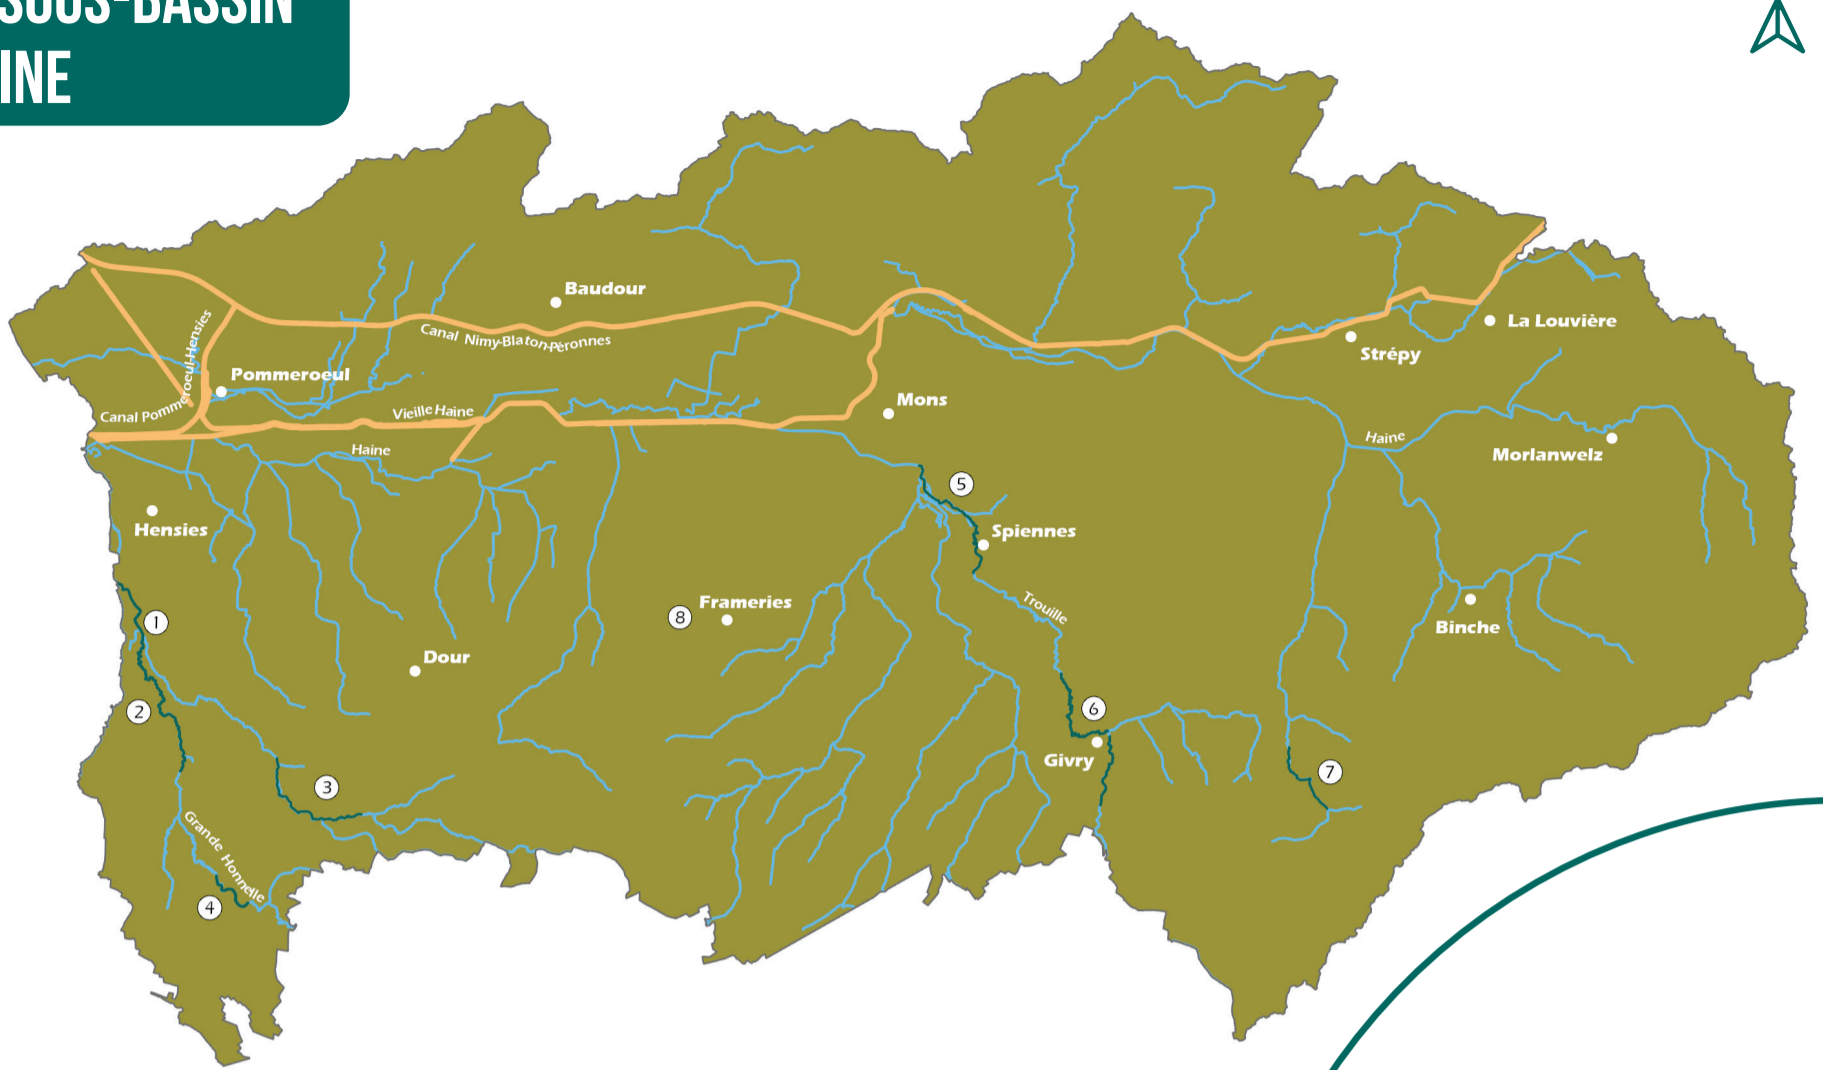 SOUS-BASSIN
INE
Baudour
Canal Nimy-Blaton-Péronnes
Canal Pommeroeul-Hensies
Pommeroeul
Vieille Haine
Haine
Mons
La Louvière
Strépy
Haine
Morlanwelz
Hensies
5
Spiennes
Trouille
1
8
Frameries
Binche
Dour
2
6
Givry
7
3
Grande Honnelle
4